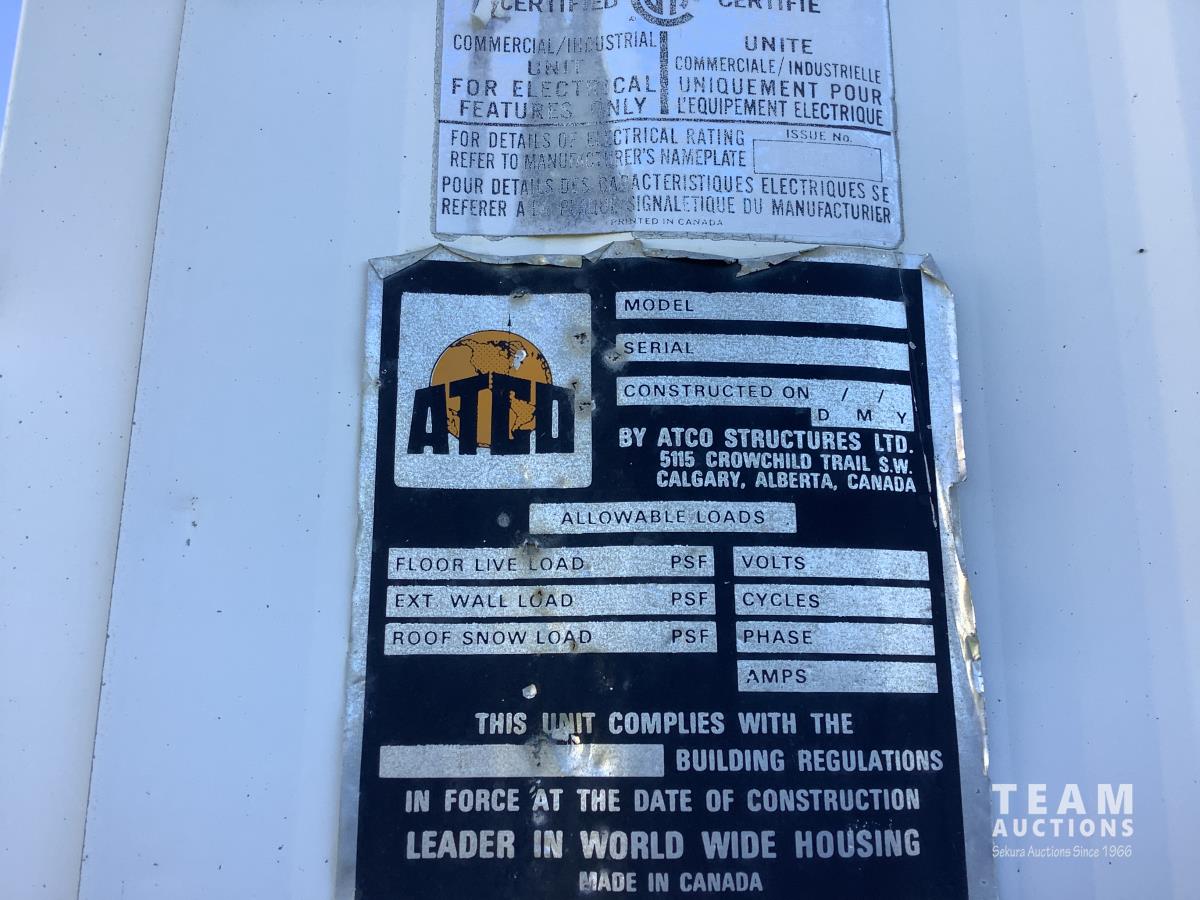 CERTIFIED CERTIFIE
COMMERCIAL/INDUSTRIAL
UNIT
FOR ELECTRICAL
FEATURES ONLY
UNITE
COMMERCIALE/INDUSTRIELLE
UNIQUEMENT POUR
L'EQUIPEMENT ELECTRIQUE
FOR DETAILS OF ELECTRICAL RATING
REFER TO MANUFACTURER'S NAMEPLATE
ISSUE No.
POUR DETAILS DES CARACTERISTIQUES ELECTRIQUES SE
REFERER A LA PLAQUE SIGNALETIQUE DU MANUFACTURIER
PRINTED IN CANADA
ATCO
MODEL
SERIAL
CONSTRUCTED ON / /
D M Y
BY ATCO STRUCTURES LTD.
5115 CROWCHILD TRAIL S.W.
CALGARY, ALBERTA, CANADA
ALLOWABLE LOADS
FLOOR LIVE LOAD PSF
EXT. WALL LOAD PSF
ROOF SNOW LOAD PSF
VOLTS
CYCLES
PHASE
AMPS
THIS UNIT COMPLIES WITH THE
BUILDING REGULATIONS
IN FORCE AT THE DATE OF CONSTRUCTION
LEADER IN WORLD WIDE HOUSING
MADE IN CANADA
TEAM
AUCTIONS
Sekura Auctions Since 1966